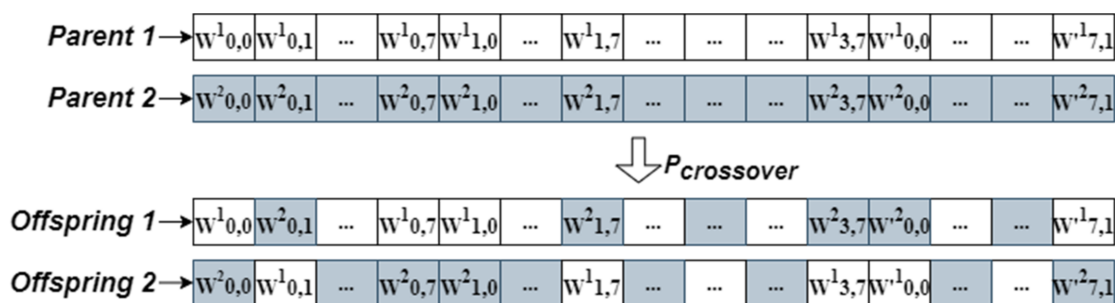 Parent 1 W¹0,0 W¹0,1 ... W¹0,7 W¹1,0 ... W¹1,7 ... ... ... W¹3,7 W'¹0,0 ... ... W'¹7,1
Parent 2 W²0,0 W²0,1 ... W²0,7 W²1,0 ... W²1,7 ... ... ... W²3,7 W'²0,0 ... ... W'²7,1
Pcrossover
Offspring 1 W¹0,0 W²0,1 ... W¹0,7 W¹1,0 ... W²1,7 ... ... ... W²3,7 W'²0,0 ... ... W'¹7,1
Offspring 2 W²0,0 W¹0,1 ... W²0,7 W²1,0 ... W¹1,7 ... ... ... W¹3,7 W'¹0,0 ... ... W'²7,1